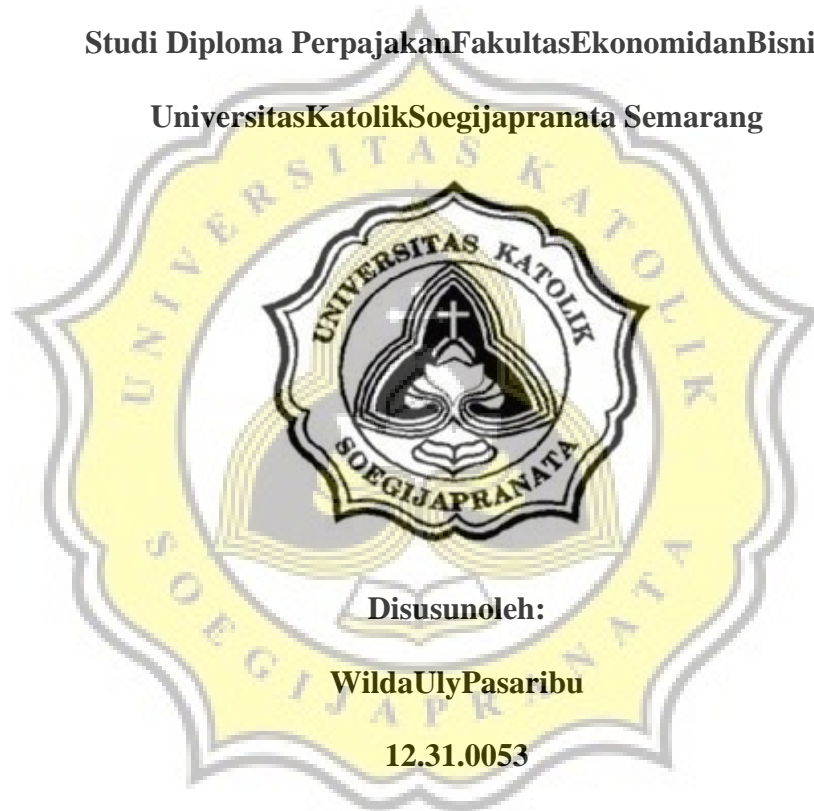 Studi Diploma PerpajakanFakultasEkonomidanBisni
UniversitasKatolikSoegijapranata Semarang
UNIVERSITAS KATOLIK
SOEGIJAPRANATA
UNIVERSITAS KATOLIK
SOEGIJAPRANATA
Disusunoleh:
WildaUlyPasaribu
12.31.0053